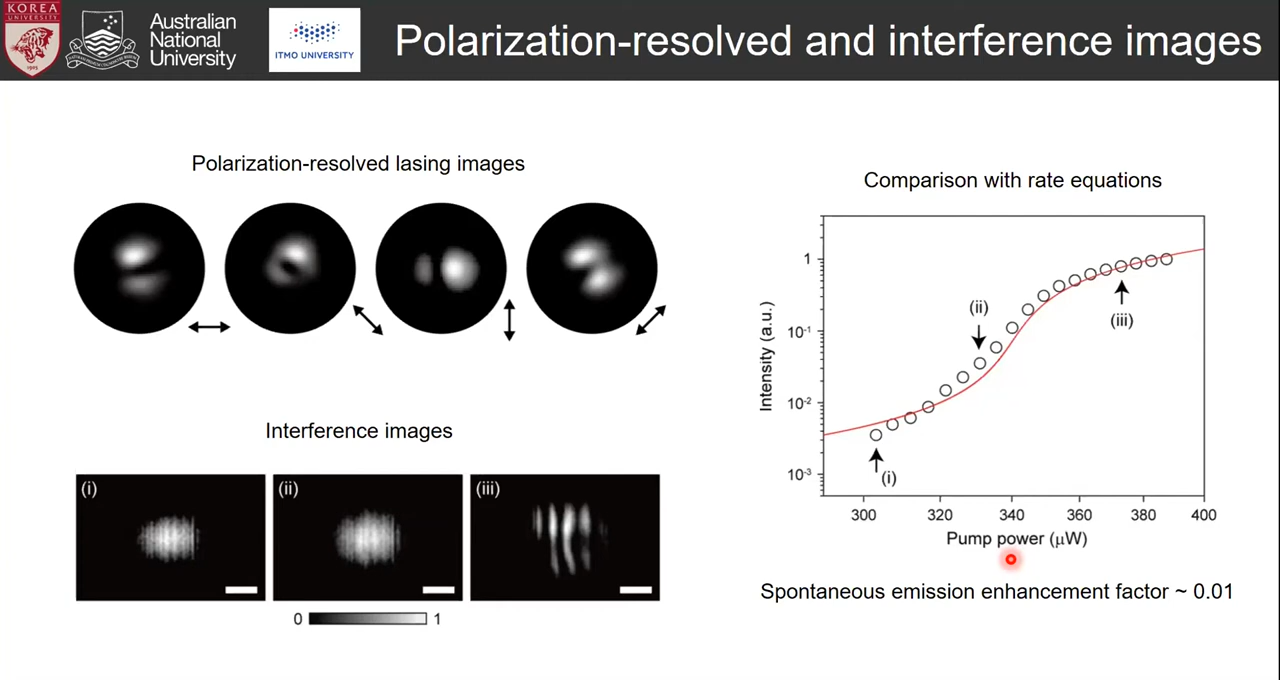 KOREA
UNIVERSITY
1905
Australian
National
University
ITMO UNIVERSITY
Polarization-resolved and interference images
Polarization-resolved lasing images
Interference images
(i)
(ii)
(iii)
0
1
Comparison with rate equations
Intensity (a.u.)
1
10⁻¹
10⁻²
10⁻³
(ii)
(iii)
(i)
300 320 340 360 380 400
Pump power (μW)
Spontaneous emission enhancement factor ~ 0.01